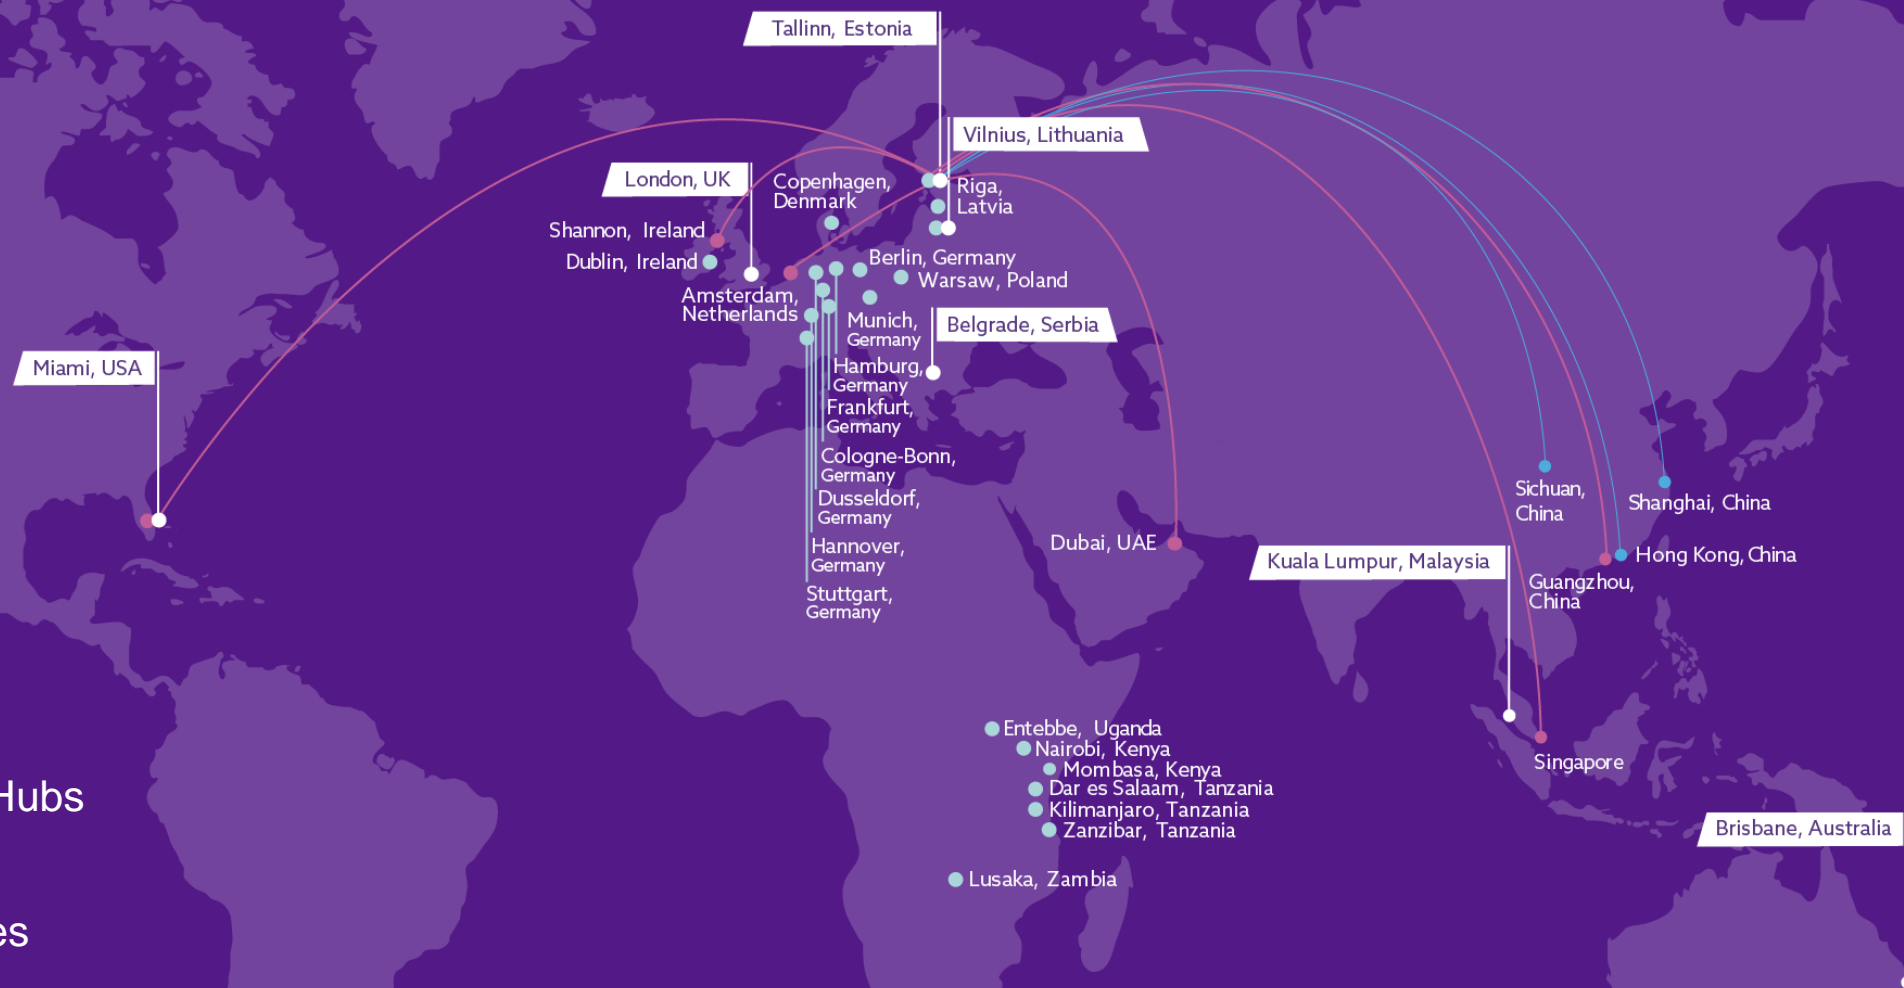 Tallinn, Estonia
Vilnius, Lithuania
London, UK
Copenhagen,
Denmark
Riga,
Latvia
Shannon, Ireland
Dublin, Ireland
Berlin, Germany
Warsaw, Poland
Amsterdam,
Netherlands
Munich,
Germany
Belgrade, Serbia
Miami, USA
Hamburg,
Germany
Frankfurt,
Germany
Cologne-Bonn,
Germany
Dusseldorf,
Germany
Hannover,
Germany
Stuttgart,
Germany
Sichuan,
China
Shanghai, China
Dubai, UAE
Kuala Lumpur, Malaysia
Hong Kong, China
Guangzhou,
China
Entebbe, Uganda
Nairobi, Kenya
Mombasa, Kenya
Dar es Salaam, Tanzania
Kilimanjaro, Tanzania
Zanzibar, Tanzania
Singapore
Hubs
Brisbane, Australia
Lusaka, Zambia
es